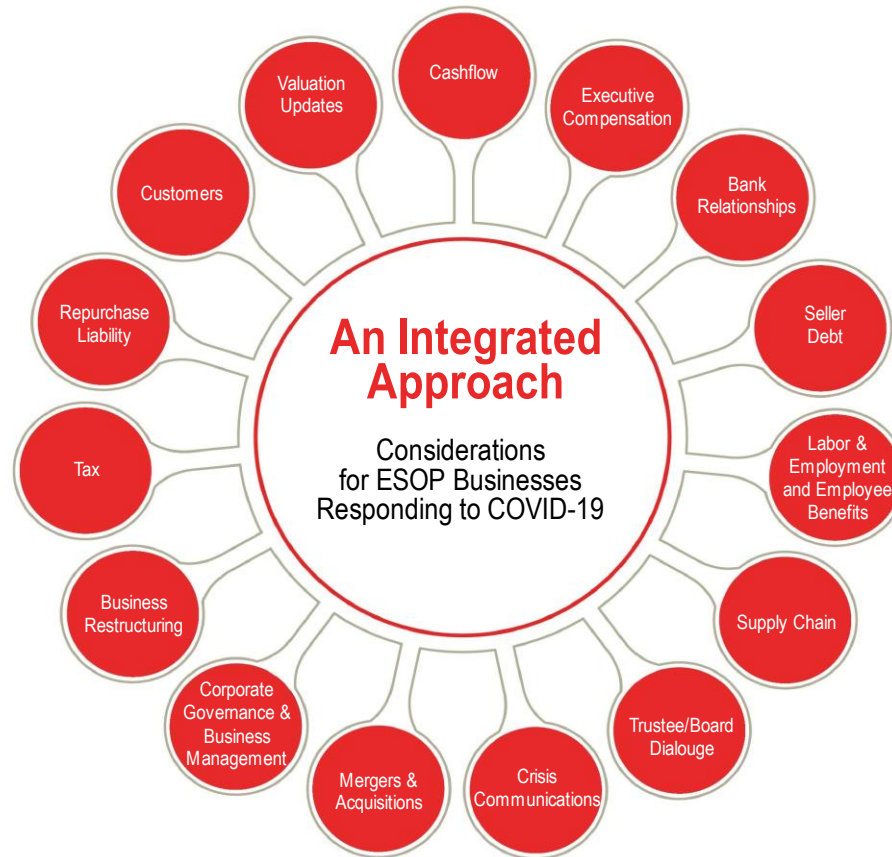 An Integrated
Approach
Considerations
for ESOP Businesses
Responding to COVID-19
Cashflow
Executive
Compensation
Bank
Relationships
Seller
Debt
Labor &
Employment
and Employee
Benefits
Supply Chain
Trustee/Board
Dialouge
Crisis
Communications
Mergers &
Acquisitions
Corporate
Governance &
Business
Management
Business
Restructuring
Tax
Repurchase
Liability
Customers
Valuation
Updates